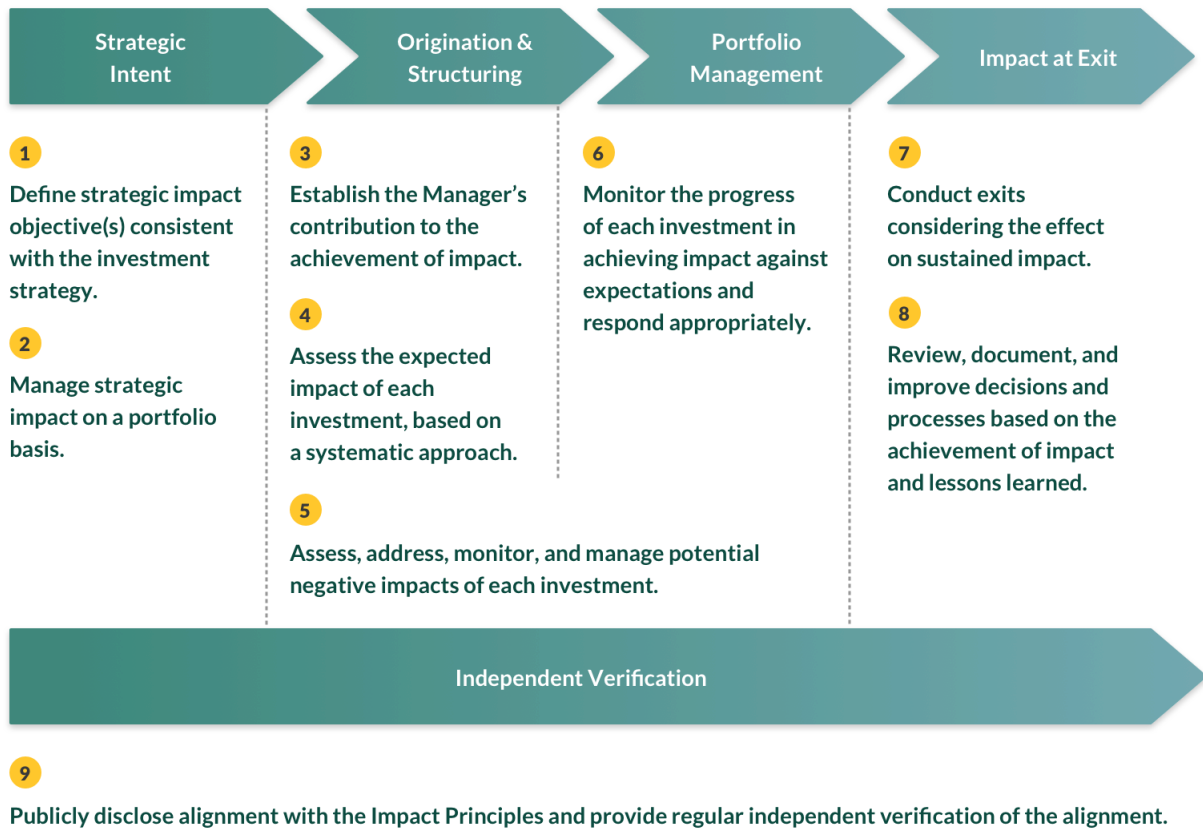 Strategic
Intent
Origination &
Structuring
Portfolio
Management
Impact at Exit
1
Define strategic impact
objective(s) consistent
with the investment
strategy.
2
Manage strategic
impact on a portfolio
basis.
3
Establish the Manager’s
contribution to the
achievement of impact.
4
Assess the expected
impact of each
investment, based on
a systematic approach.
5
Assess, address, monitor, and manage potential
negative impacts of each investment.
6
Monitor the progress
of each investment in
achieving impact against
expectations and
respond appropriately.
7
Conduct exits
considering the effect
on sustained impact.
8
Review, document, and
improve decisions and
processes based on the
achievement of impact
and lessons learned.
Independent Verification
9
Publicly disclose alignment with the Impact Principles and provide regular independent verification of the alignment.